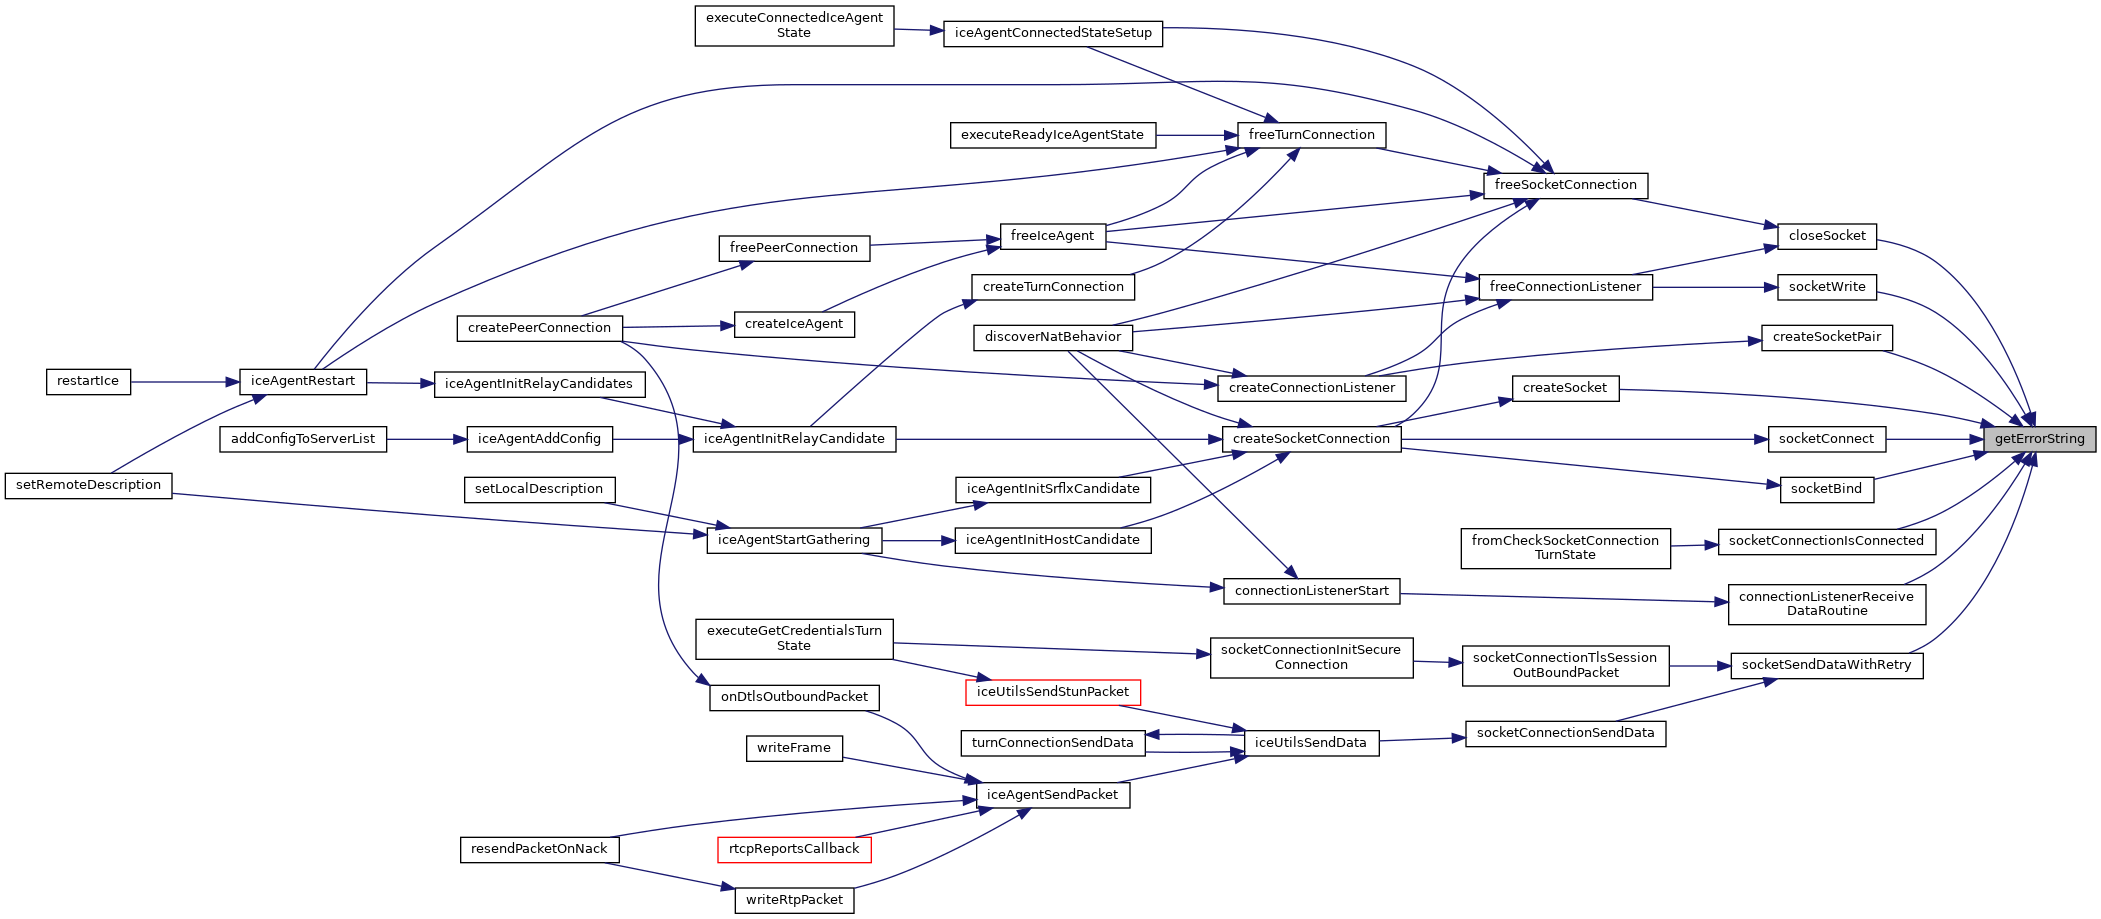 executeConnectedIceAgent
State
iceAgentConnectedStateSetup
executeReadyIceAgentState
freeTurnConnection
freeSocketConnection
freeIceAgent
closeSocket
freePeerConnection
createTurnConnection
freeConnectionListener
socketWrite
createPeerConnection
createIceAgent
discoverNatBehavior
createSocketPair
restartIce
iceAgentRestart
iceAgentInitRelayCandidates
createConnectionListener
createSocket
addConfigToServerList
iceAgentAddConfig
iceAgentInitRelayCandidate
createSocketConnection
socketConnect
getErrorString
setRemoteDescription
setLocalDescription
iceAgentInitSrflxCandidate
socketBind
iceAgentStartGathering
iceAgentInitHostCandidate
fromCheckSocketConnection
TurnState
socketConnectionIsConnected
connectionListenerStart
connectionListenerReceive
DataRoutine
executeGetCredentialsTurn
State
socketConnectionInitSecure
Connection
socketConnectionTlsSession
OutBoundPacket
socketSendDataWithRetry
onDtlsOutboundPacket
iceUtilsSendStunPacket
writeFrame
turnConnectionSendData
iceUtilsSendData
socketConnectionSendData
iceAgentSendPacket
resendPacketOnNack
rtcpReportsCallback
writeRtpPacket